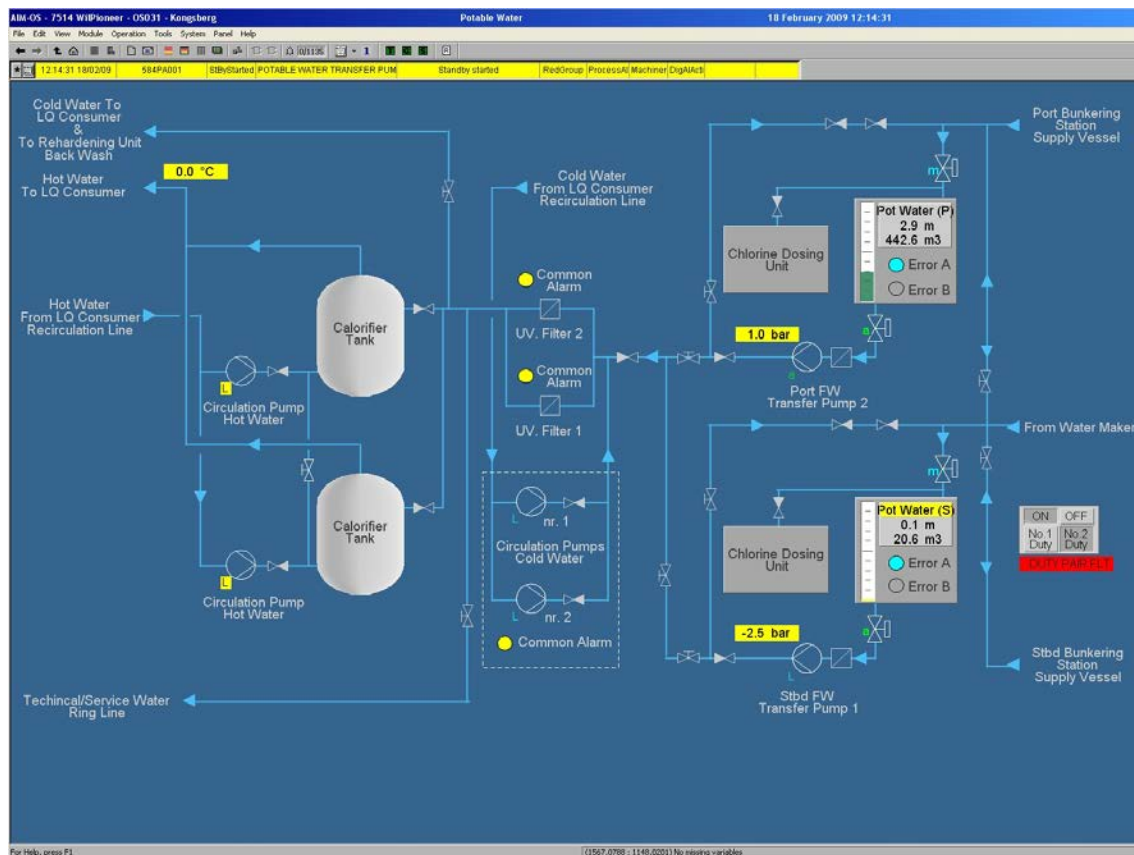 AIM-OS - 7514 WilPioneer - OS031 - Kongsberg
Potable Water
18 February 2009 12:14:31
File Edit View Module Operation Tools System Panel Help
0/1135
1
12:14:31 18/02/09 584PA001 StByStarted POTABLE WATER TRANSFER PUM Standby started RedGroup ProcessAl Machiner DigAlActi
Cold Water To
LQ Consumer
&
To Rehardening Unit
Back Wash
Hot Water
To LQ Consumer
0.0 °C
Cold Water
From LQ Consumer
Recirculation Line
Port Bunkering
Station
Supply Vessel
m
Pot Water (P)
2.9 m
442.6 m3
Error A
Error B
Chlorine Dosing
Unit
Common
Alarm
UV. Filter 2
Common
Alarm
UV. Filter 1
Hot Water
From LQ Consumer
Recirculation Line
Calorifier
Tank
L
Circulation Pump
Hot Water
1.0 bar
a
a
Port FW
Transfer Pump 2
From Water Maker
m
Pot Water (S)
0.1 m
20.6 m3
Error A
Error B
Chlorine Dosing
Unit
ON OFF
No.1 No.2
Duty Duty
DUTY PAIR FLT
Calorifier
Tank
L
Circulation Pump
Hot Water
L
nr. 1
Circulation Pumps
Cold Water
L
nr. 2
Common Alarm
-2.5 bar
a
L
Stbd FW
Transfer Pump 1
Stbd Bunkering
Station
Supply Vessel
Techincal/Service Water
Ring Line
For Help, press F1
(1567.0788 : 1148.0201) No missing variables